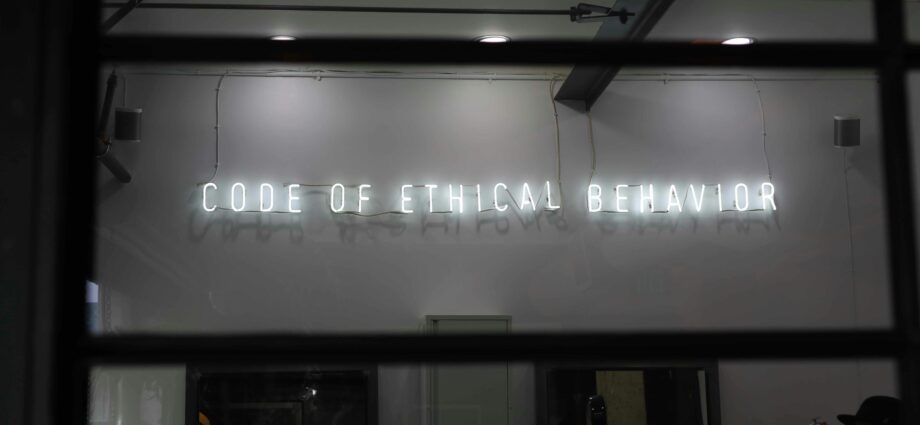 CODE OF ETHICAL BEHAVIOR